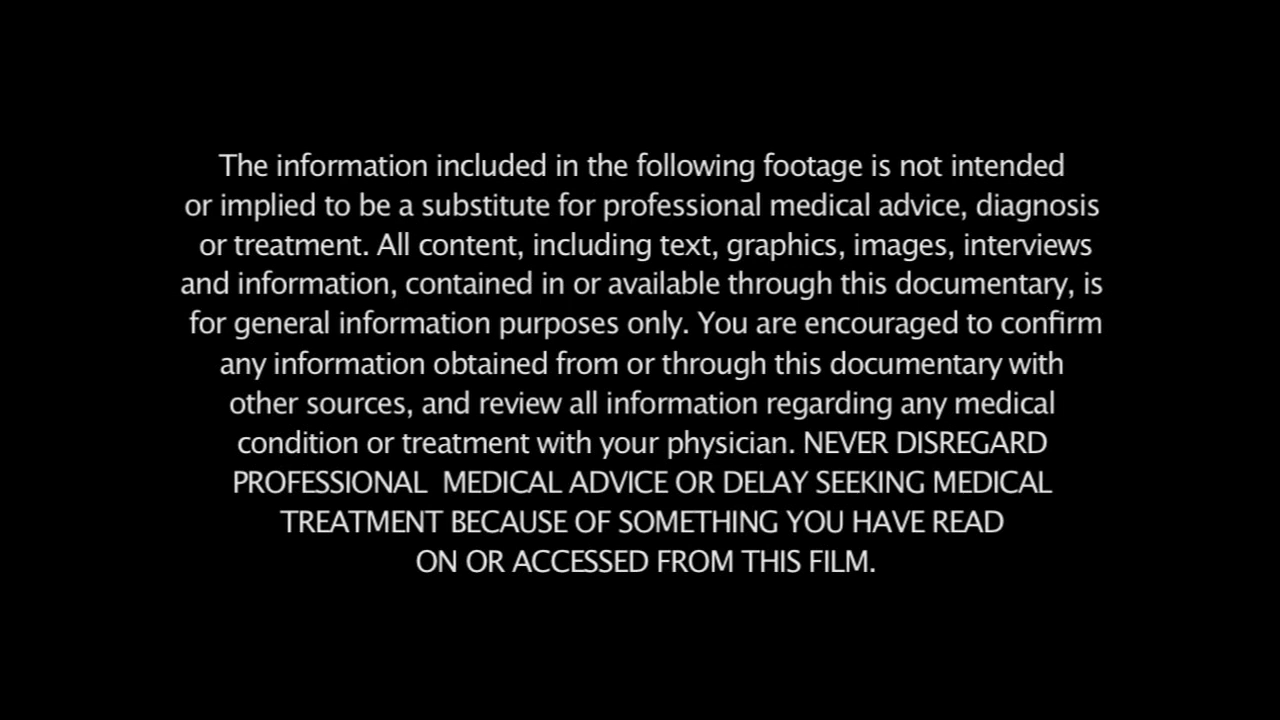 The information included in the following footage is not intended
or implied to be a substitute for professional medical advice, diagnosis
or treatment. All content, including text, graphics, images, interviews
and information, contained in or available through this documentary, is
for general information purposes only. You are encouraged to confirm
any information obtained from or through this documentary with
other sources, and review all information regarding any medical
condition or treatment with your physician. NEVER DISREGARD
PROFESSIONAL  MEDICAL ADVICE OR DELAY SEEKING MEDICAL
TREATMENT BECAUSE OF SOMETHING YOU HAVE READ
ON OR ACCESSED FROM THIS FILM.